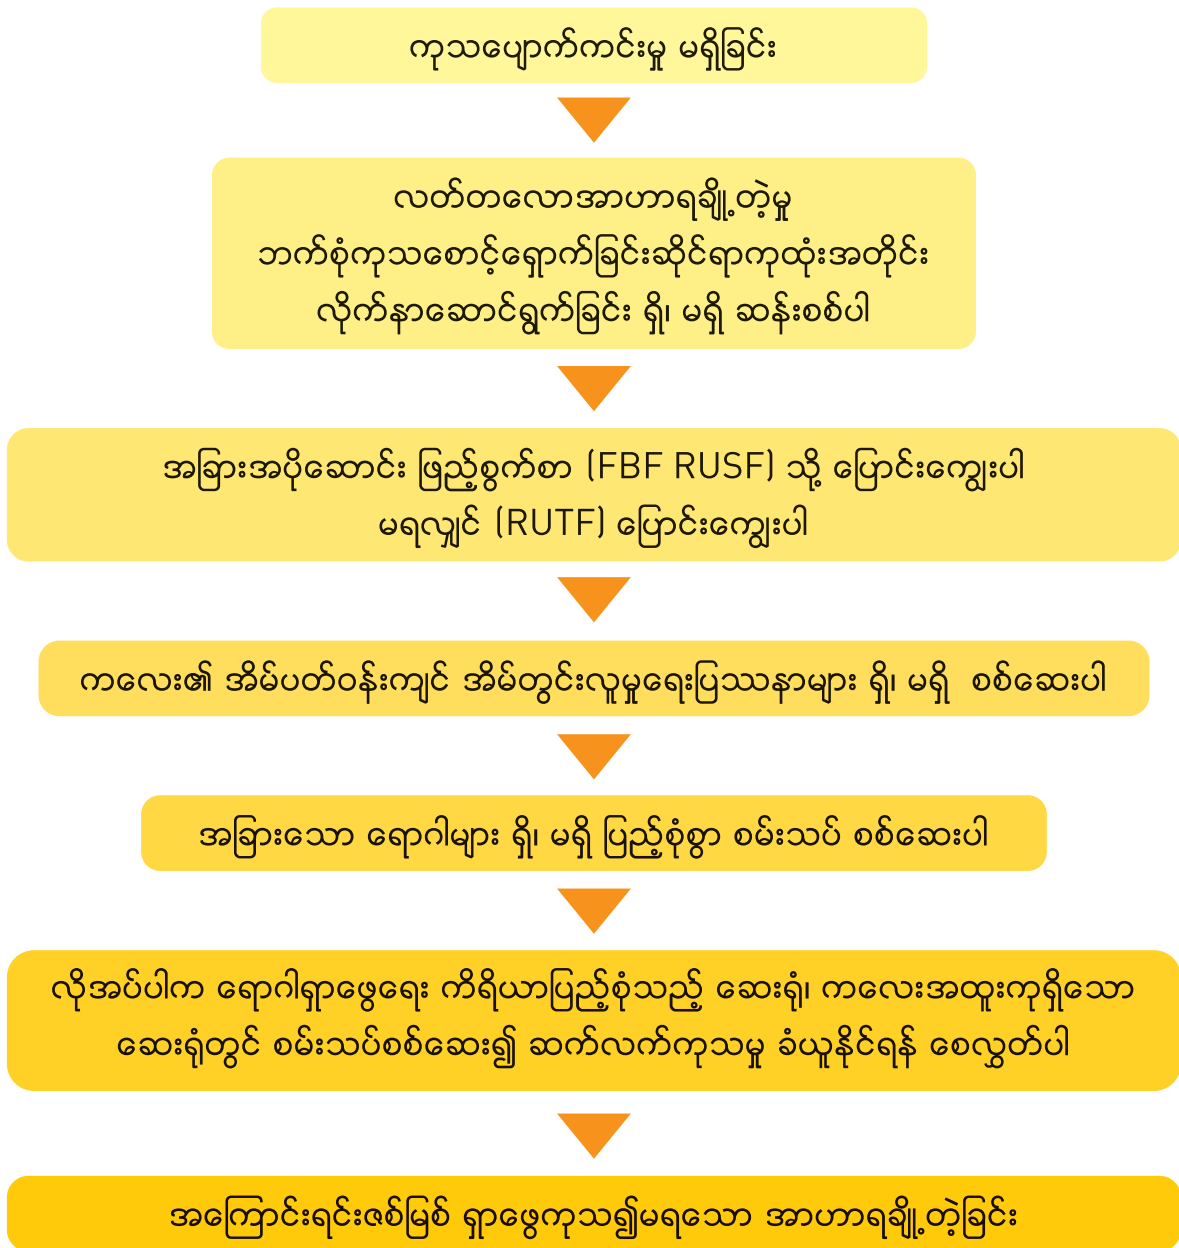 ကုသပျောက်ကင်းမှု မရှိခြင်း
လတ်တလောအာဟာရချို့တဲ့မှု
ဘက်စုံကုသစောင့်ရှောက်ခြင်းဆိုင်ရာကုထုံးအတိုင်း
လိုက်နာဆောင်ရွက်ခြင်း ရှိ၊ မရှိ ဆန်းစစ်ပါ
အခြားအပိုဆောင်း ဖြည့်စွက်စာ (FBF RUSF) သို့ ပြောင်းကျွေးပါ
မရလျှင် (RUTF) ပြောင်းကျွေးပါ
ကလေး၏ အိမ်ပတ်ဝန်းကျင် အိမ်တွင်းလူမှုရေးပြဿနာများ ရှိ၊ မရှိ စစ်ဆေးပါ
အခြားသော ရောဂါများ ရှိ၊ မရှိ ပြည့်စုံစွာ စမ်းသပ် စစ်ဆေးပါ
လိုအပ်ပါက ရောဂါရှာဖွေရေး ကိရိယာပြည့်စုံသည့် ဆေးရုံ၊ ကလေးအထူးကုရှိသော
ဆေးရုံတွင် စမ်းသပ်စစ်ဆေး၍ ဆက်လက်ကုသမှု ခံယူနိုင်ရန် စေလွှတ်ပါ
အကြောင်းရင်းဇစ်မြစ် ရှာဖွေကုသ၍မရသော အာဟာရချို့တဲ့ခြင်း